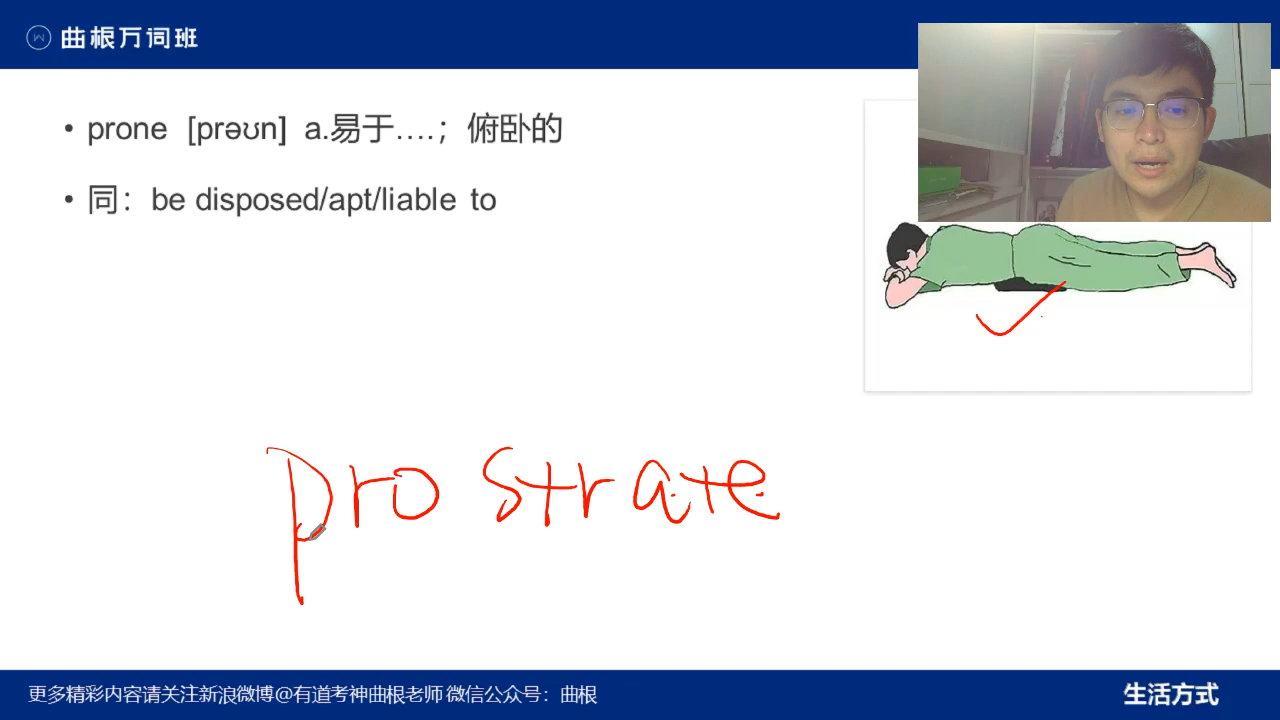 曲根万词班
• prone [prəʊn] a.易于….；俯卧的
• 同：be disposed/apt/liable to
pro strate
更多精彩内容请关注新浪微博@有道考神曲根老师 微信公众号：曲根
生活方式